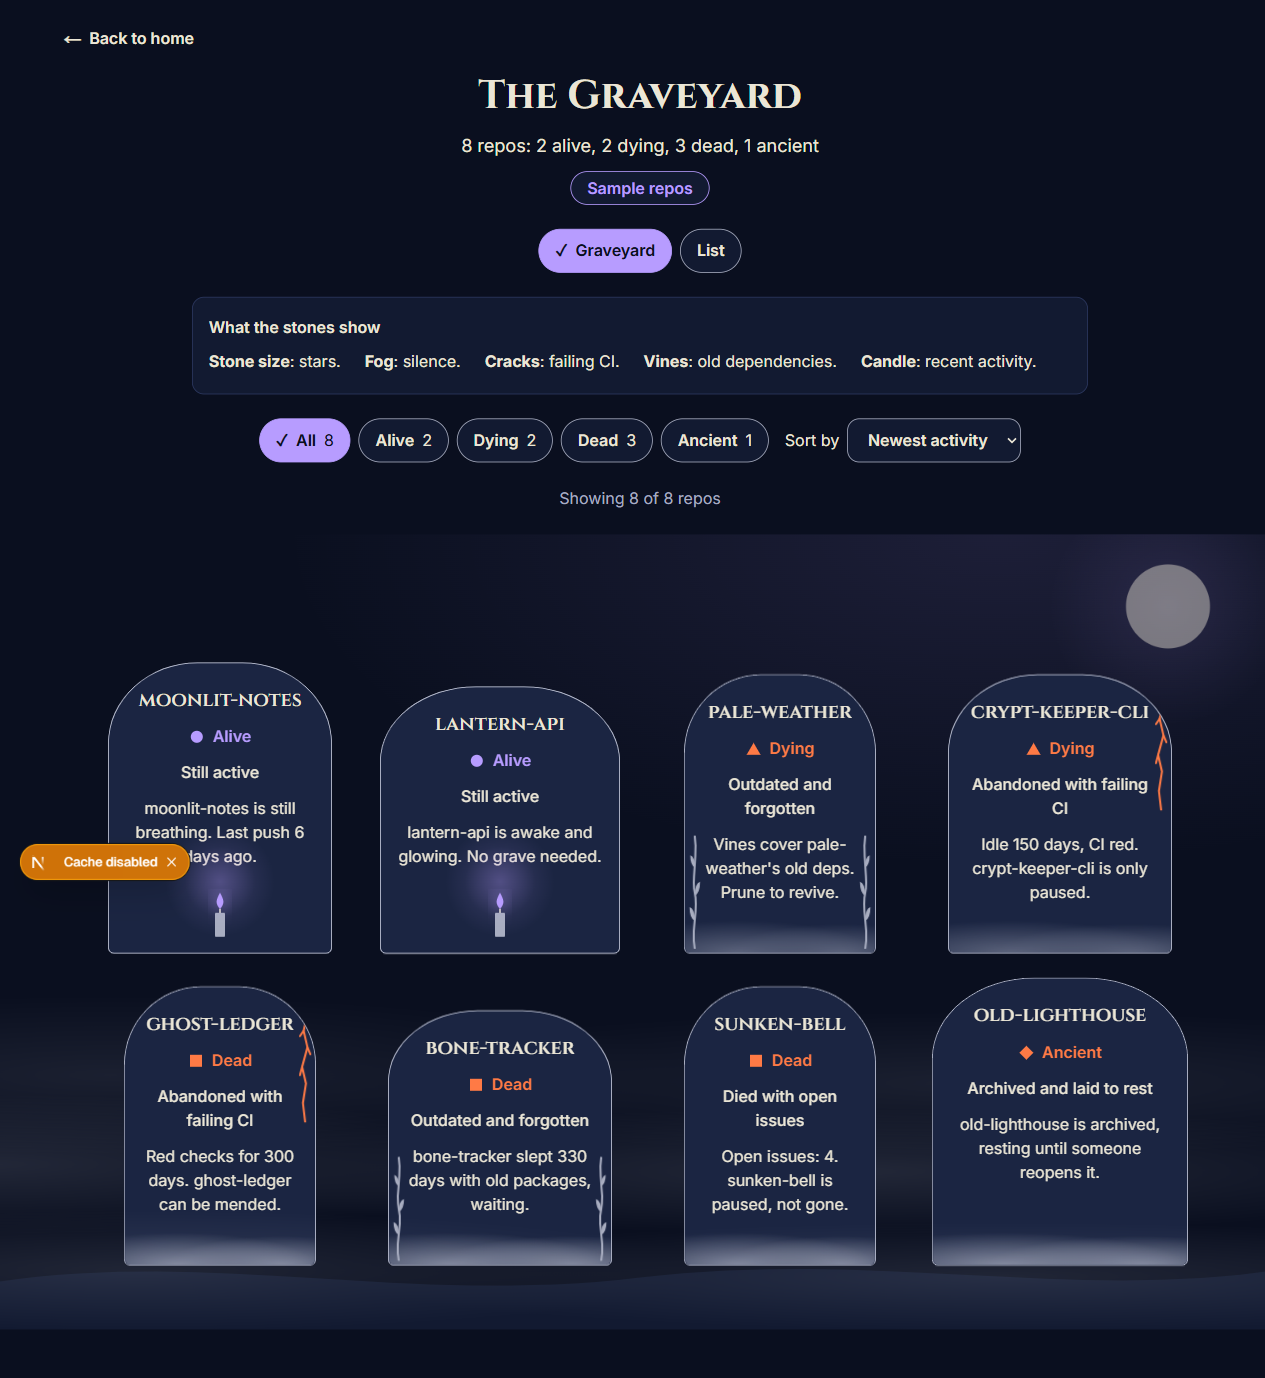 ← Back to home
The Graveyard
8 repos: 2 alive, 2 dying, 3 dead, 1 ancient
Sample repos
✓ Graveyard
List
What the stones show
Stone size: stars. Fog: silence. Cracks: failing CI. Vines: old dependencies. Candle: recent activity.
✓ All 8
Alive 2
Dying 2
Dead 3
Ancient 1
Sort by
Newest activity
Showing 8 of 8 repos
moonlit-notes
Alive
Still active
moonlit-notes is still
breathing. Last push 6
days ago.
lantern-api
Alive
Still active
lantern-api is awake and
glowing. No grave needed.
pale-weather
Dying
Outdated and
forgotten
Vines cover pale-
weather's old deps.
Prune to revive.
crypt-keeper-cli
Dying
Abandoned with failing
CI
Idle 150 days, CI red.
crypt-keeper-cli is only
paused.
N Cache disabled ×
ghost-ledger
Dead
Abandoned with
failing CI
Red checks for 300
days. ghost-ledger
can be mended.
bone-tracker
Dead
Outdated and forgotten
bone-tracker slept 330
days with old packages,
waiting.
sunken-bell
Dead
Died with open
issues
Open issues: 4.
sunken-bell is
paused, not gone.
old-lighthouse
Ancient
Archived and laid to rest
old-lighthouse is archived,
resting until someone
reopens it.